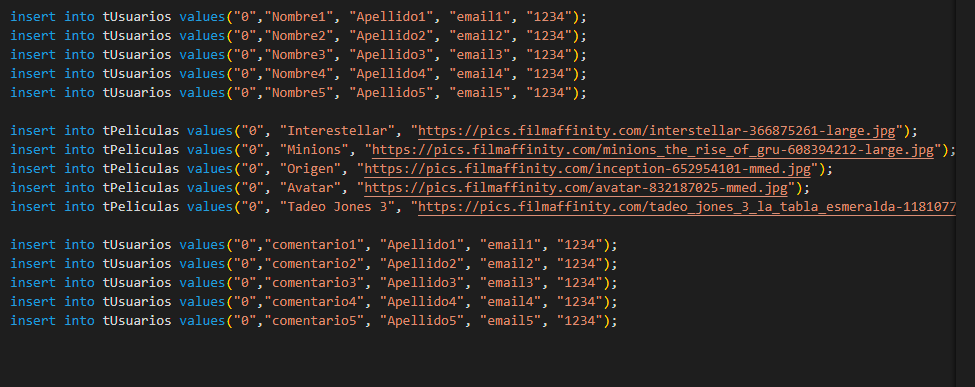 insert into tUsuarios values("0","Nombre1", "Apellido1", "email1", "1234");
insert into tUsuarios values("0","Nombre2", "Apellido2", "email2", "1234");
insert into tUsuarios values("0","Nombre3", "Apellido3", "email3", "1234");
insert into tUsuarios values("0","Nombre4", "Apellido4", "email4", "1234");
insert into tUsuarios values("0","Nombre5", "Apellido5", "email5", "1234");
insert into tPeliculas values("0", "Interestellar", "https://pics.filmaffinity.com/interstellar-366875261-large.jpg");
insert into tPeliculas values("0", "Minions", "https://pics.filmaffinity.com/minions_the_rise_of_gru-608394212-large.jpg");
insert into tPeliculas values("0", "Origen", "https://pics.filmaffinity.com/inception-652954101-mmed.jpg");
insert into tPeliculas values("0", "Avatar", "https://pics.filmaffinity.com/avatar-832187025-mmed.jpg");
insert into tPeliculas values("0", "Tadeo Jones 3", "https://pics.filmaffinity.com/tadeo_jones_3_la_tabla_esmeralda-1181077
insert into tUsuarios values("0","comentario1", "Apellido1", "email1", "1234");
insert into tUsuarios values("0","comentario2", "Apellido2", "email2", "1234");
insert into tUsuarios values("0","comentario3", "Apellido3", "email3", "1234");
insert into tUsuarios values("0","comentario4", "Apellido4", "email4", "1234");
insert into tUsuarios values("0","comentario5", "Apellido5", "email5", "1234");